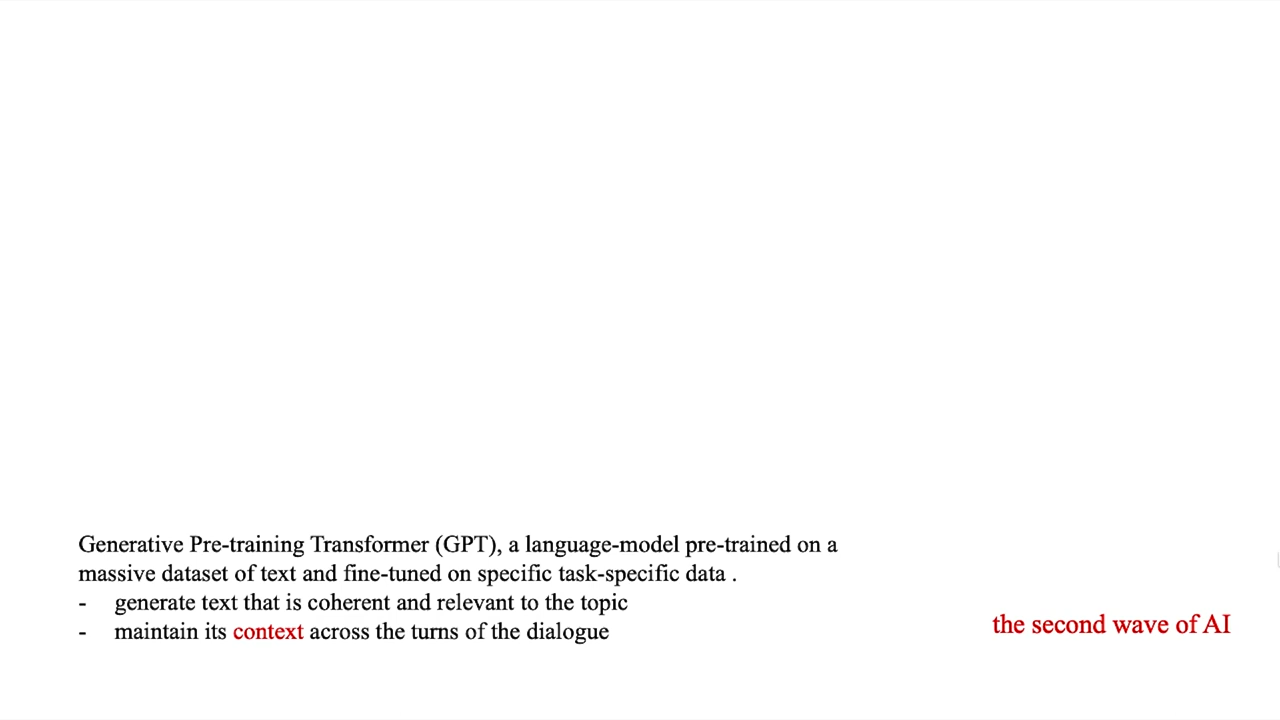 Generative Pre-training Transformer (GPT), a language-model pre-trained on a
massive dataset of text and fine-tuned on specific task-specific data .
- generate text that is coherent and relevant to the topic
- maintain its context across the turns of the dialogue
the second wave of AI